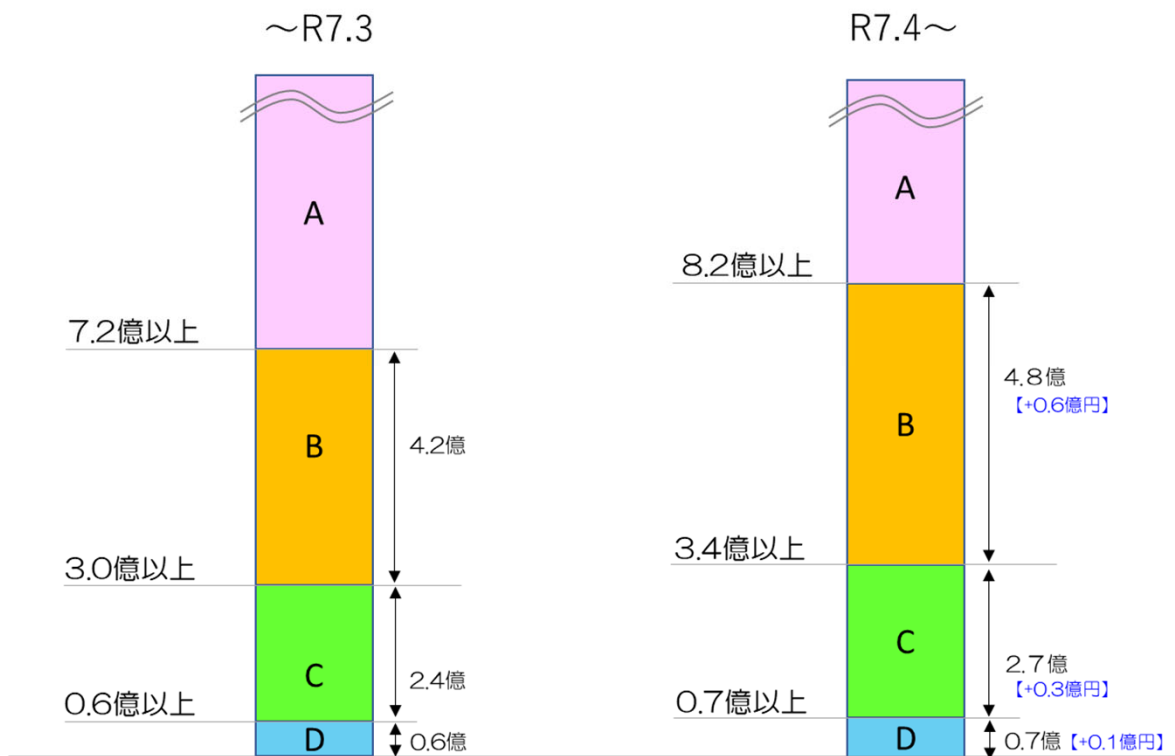 ～R7.3
A
7.2億以上
B
4.2億
3.0億以上
C
2.4億
0.6億以上
D
0.6億
R7.4～
A
8.2億以上
B
4.8億
【+0.6億円】
3.4億以上
C
2.7億
【+0.3億円】
0.7億以上
D
0.7億【+0.1億円】